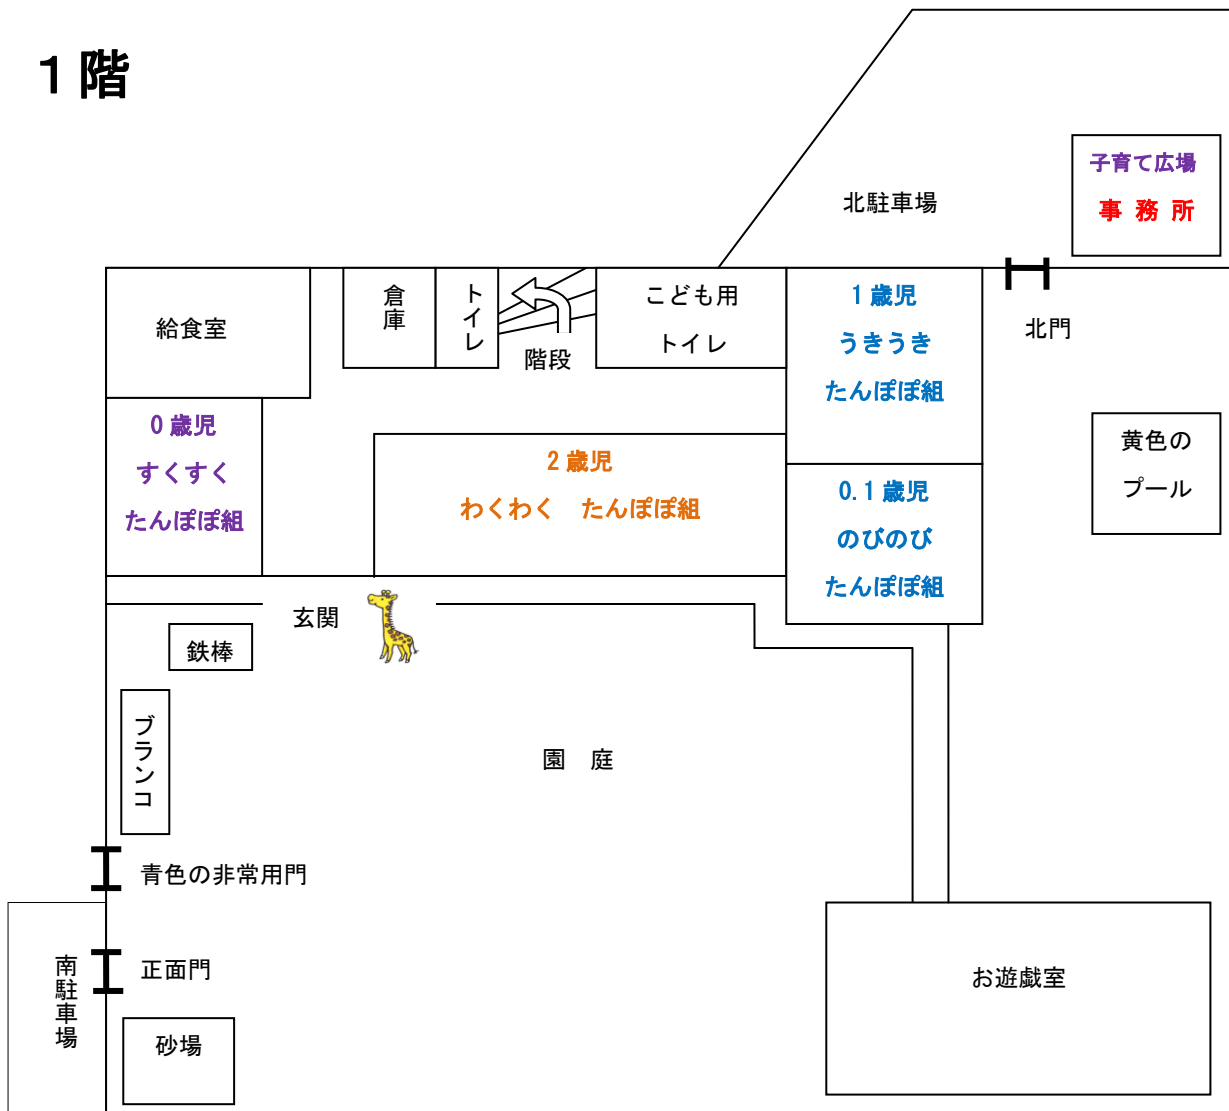 １階
子育て広場
事 務 所
北駐車場
北門
給食室
倉庫
トイレ
階段
こども用
トイレ
1 歳児
うきうき
たんぽぽ組
0 歳児
すくすく
たんぽぽ組
2 歳児
わくわく　たんぽぽ組
0.1 歳児
のびのび
たんぽぽ組
黄色の
プール
玄関
鉄棒
ブランコ
園　庭
青色の非常用門
南駐車場
正面門
砂場
お遊戯室